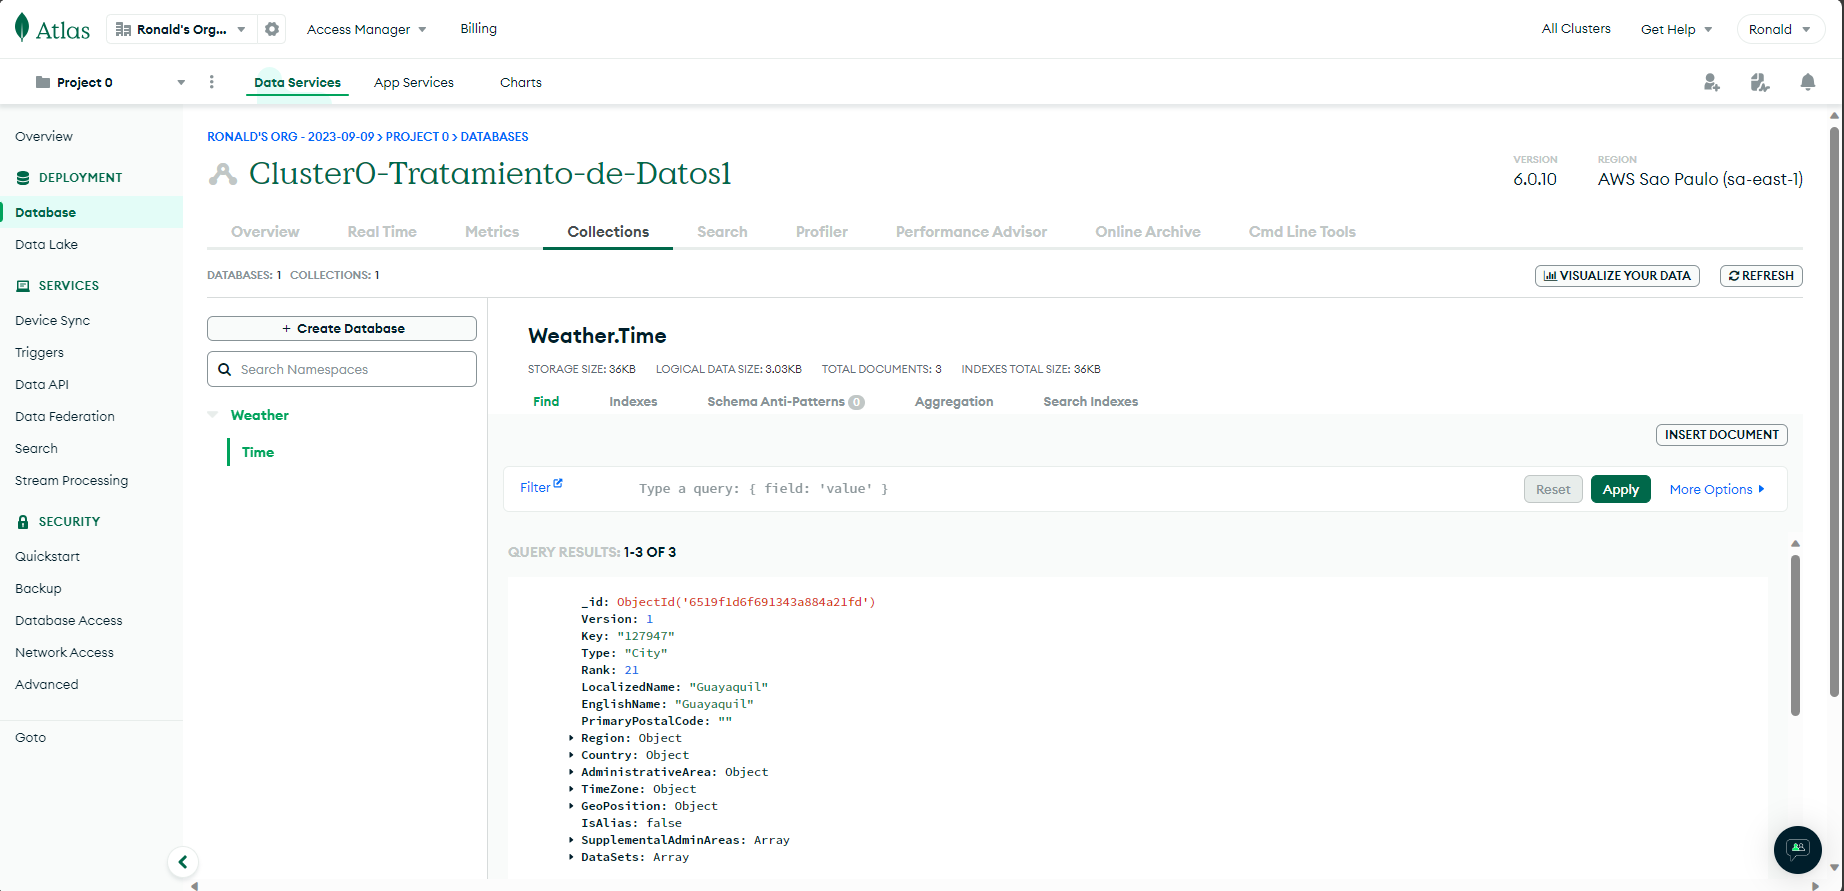 Atlas
Ronald's Org...
Access Manager
Billing
All Clusters
Get Help
Ronald
Project 0
Data Services
App Services
Charts
Overview
DEPLOYMENT
Database
Data Lake
SERVICES
Device Sync
Triggers
Data API
Data Federation
Search
Stream Processing
SECURITY
Quickstart
Backup
Database Access
Network Access
Advanced
Goto
RONALD'S ORG - 2023-09-09 > PROJECT 0 > DATABASES
Cluster0-Tratamiento-de-Datos1
VERSION
6.0.10
REGION
AWS Sao Paulo (sa-east-1)
Overview
Real Time
Metrics
Collections
Search
Profiler
Performance Advisor
Online Archive
Cmd Line Tools
DATABASES: 1 COLLECTIONS: 1
VISUALIZE YOUR DATA
REFRESH
+ Create Database
Search Namespaces
Weather
Time
Weather.Time
STORAGE SIZE: 36KB
LOGICAL DATA SIZE: 3.03KB
TOTAL DOCUMENTS: 3
INDEXES TOTAL SIZE: 36KB
Find
Indexes
Schema Anti-Patterns 0
Aggregation
Search Indexes
INSERT DOCUMENT
Filter
Type a query: { field: 'value' }
Reset
Apply
More Options
QUERY RESULTS: 1-3 OF 3
_id: ObjectId('6519f1d6f691343a884a21fd')
Version: 1
Key: "127947"
Type: "City"
Rank: 21
LocalizedName: "Guayaquil"
EnglishName: "Guayaquil"
PrimaryPostalCode: ""
Region: Object
Country: Object
AdministrativeArea: Object
TimeZone: Object
GeoPosition: Object
IsAlias: false
SupplementalAdminAreas: Array
DataSets: Array